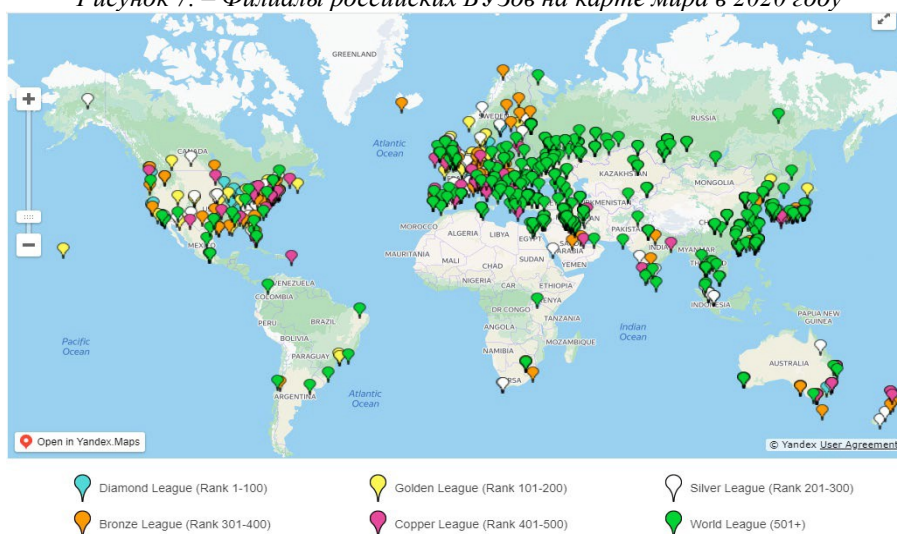 Рисунок 7. – Филиалы российских ВУЗов на карте мира в 2020 году
GREENLAND
RUSSIA
Atlantic
Ocean
CANADA
KAZAKHSTAN
MONGOLIA
MOROCCO
ALGERIA
LIBYA
EGYPT
PAKISTAN
MEXICO
MAURITANIA
MALI
CHAD
SUDAN
YEMEN
INDIA
MYANMAR
NIGERIA
CAR
ETHIOPIA
VENEZUELA
COLOMBIA
KENYA
DR CONGO
TANZANIA
INDONESIA
PAPUA NEW
GUINEA
PERU
BRAZIL
BOLIVIA
ANGOLA
MOZAMBIQUE
Indian
Ocean
Pacific
Ocean
PARAGUAY
NAMIBIA
AUSTRALIA
RSA
Atlantic
Ocean
ARGENTINA
Open in Yandex.Maps
© Yandex User Agreement
Diamond League (Rank 1-100)
Golden League (Rank 101-200)
Silver League (Rank 201-300)
Bronze League (Rank 301-400)
Copper League (Rank 401-500)
World League (501+)